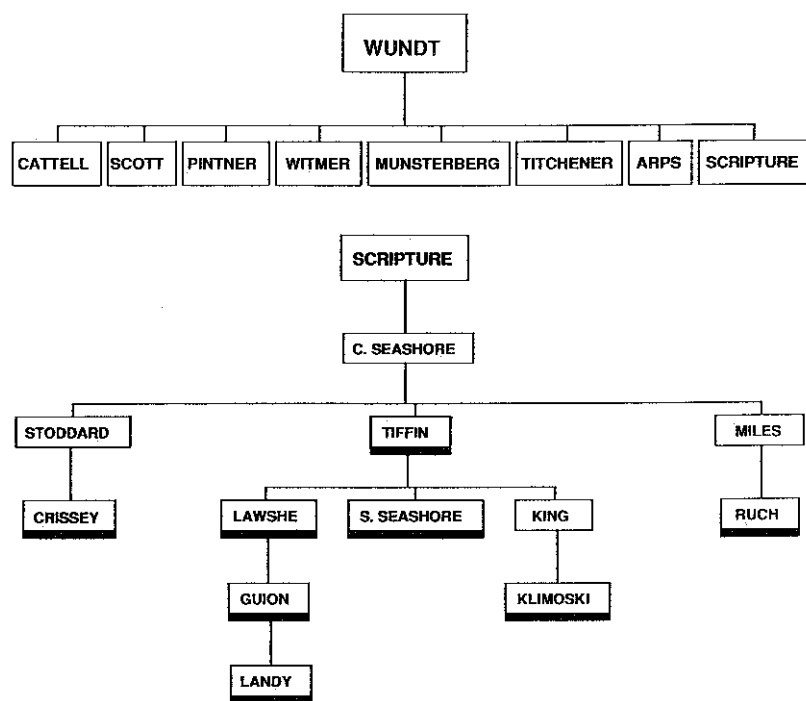 WUNDT
CATTELL SCOTT PINTNER WITMER MUNSTERBERG TITCHENER ARPS SCRIPTURE
SCRIPTURE
C. SEASHORE
STODDARD TIFFIN MILES
CRISSEY LAWSHE S. SEASHORE KING RUCH
GUION KLIMOSKI
LANDY